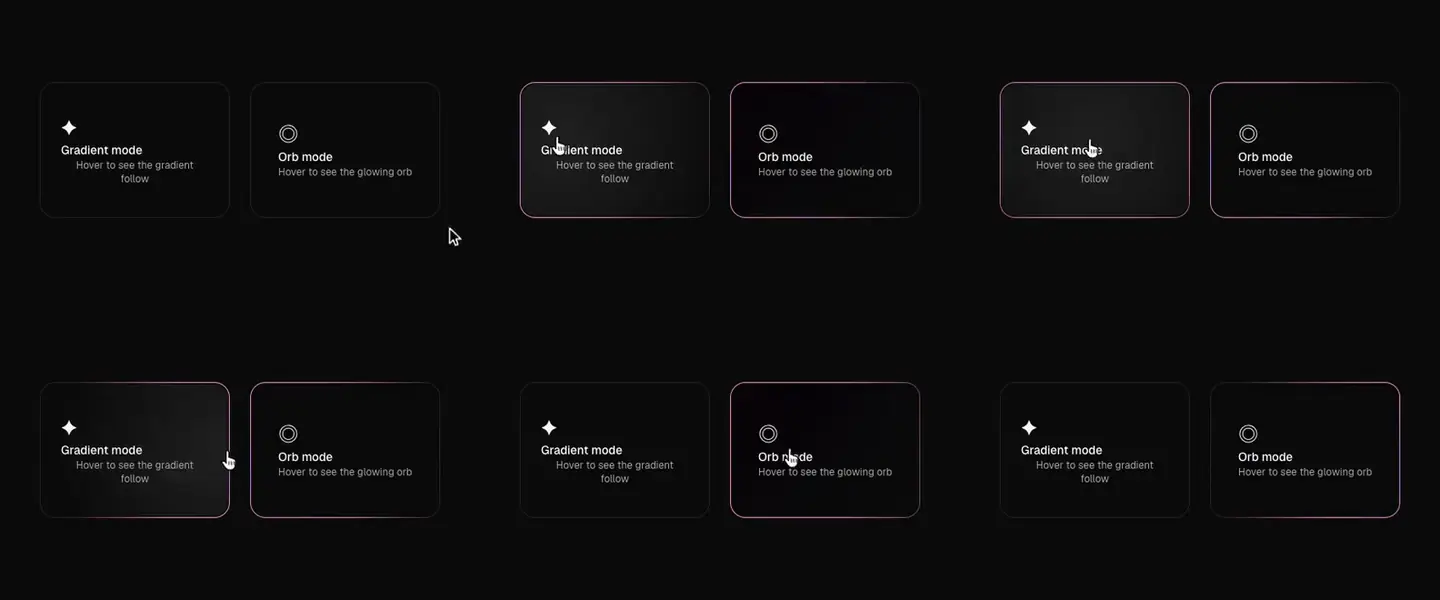 Gradient mode
Hover to see the gradient
follow
Orb mode
Hover to see the glowing orb
Gradient mode
Hover to see the gradient
follow
Orb mode
Hover to see the glowing orb
Gradient mode
Hover to see the gradient
follow
Orb mode
Hover to see the glowing orb
Gradient mode
Hover to see the gradient
follow
Orb mode
Hover to see the glowing orb
Gradient mode
Hover to see the gradient
follow
Orb mode
Hover to see the glowing orb
Gradient mode
Hover to see the gradient
follow
Orb mode
Hover to see the glowing orb